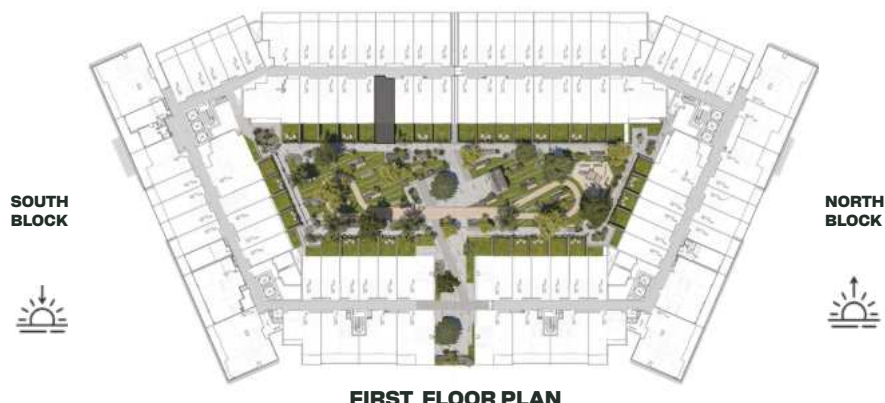 SOUTH
BLOCK
NORTH
BLOCK
FIRST FLOOR PLAN